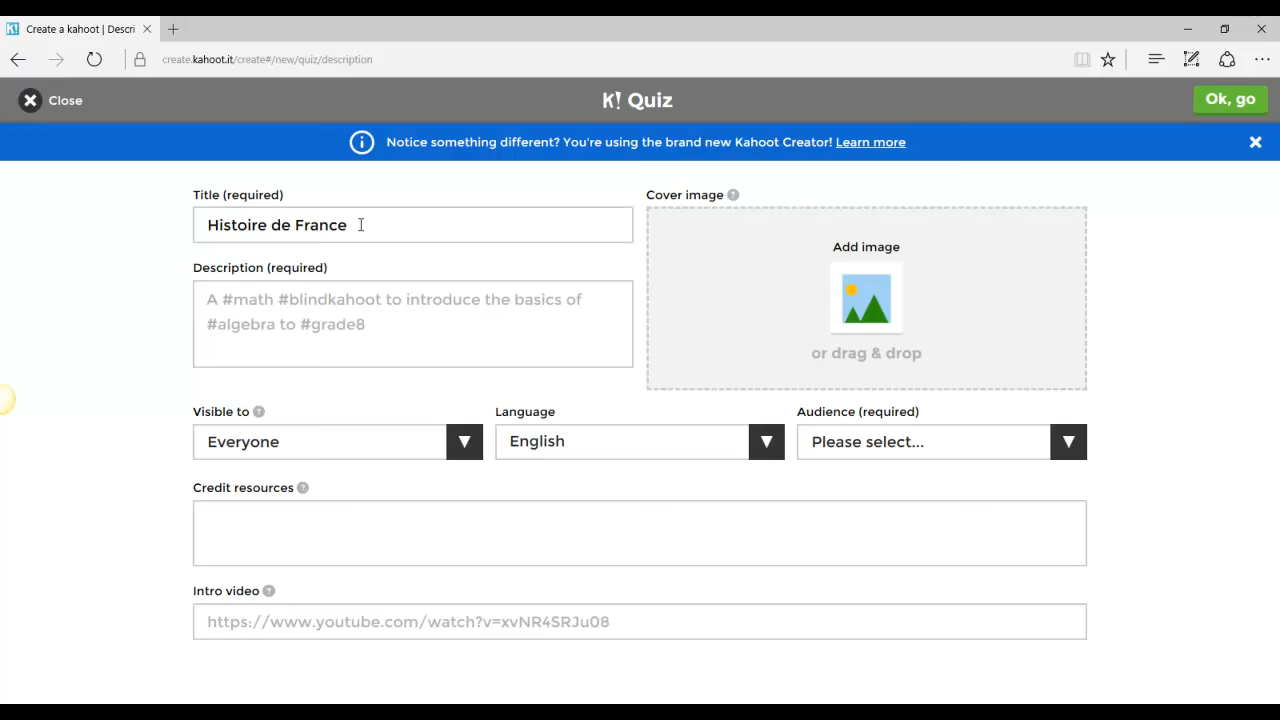 Create a kahoot | Descri
create.kahoot.it/create#/new/quiz/description
Close
K! Quiz
Ok, go
Notice something different? You're using the brand new Kahoot Creator! Learn more
Title (required)
Histoire de France
Cover image
Add image
or drag & drop
Description (required)
A #math #blindkahoot to introduce the basics of
#algebra to #grade8
Visible to
Everyone
Language
English
Audience (required)
Please select...
Credit resources
Intro video
https://www.youtube.com/watch?v=xvNR4SRJu08